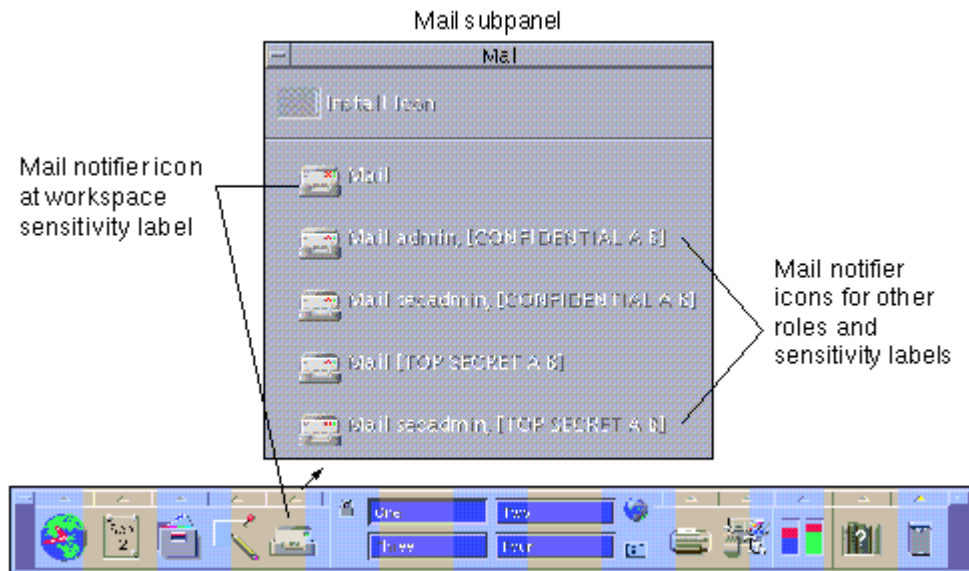 Mail subpanel
Mail
Install Icon
Mail notifier icon
at workspace
sensitivity label
Mail
Mail admin, [CONFIDENTIAL A B]
Mail secadmin, [CONFIDENTIAL A B]
Mail [TOP SECRET A B]
Mail secadmin, [TOP SECRET A B]
Mail notifier
icons for other
roles and
sensitivity labels
One
Two
Three
Four
2
?